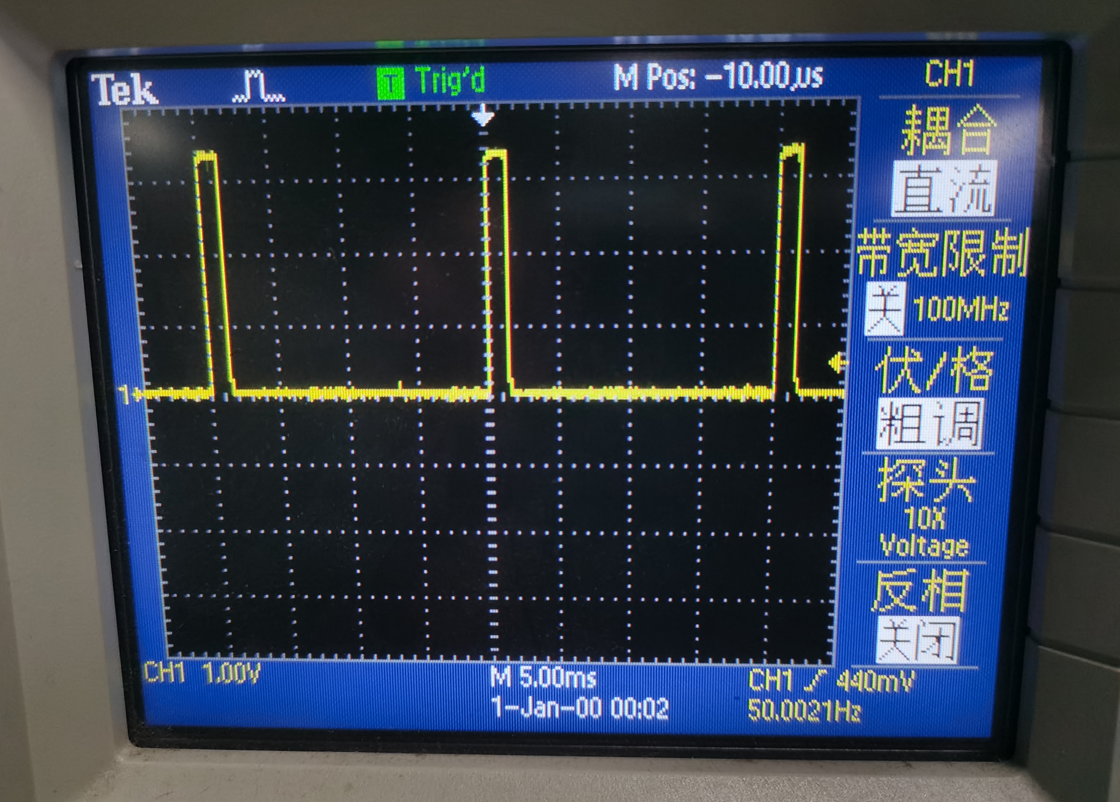 Tek T Trig'd M Pos: -10.00µs CH1
耦合
直流
带宽限制
关 100MHz
伏/格
粗调
探头
10X
Voltage
反相
关闭
1
CH1 1.00V M 5.00ms CH1 440mV
1-Jan-00 00:02 50.0021Hz